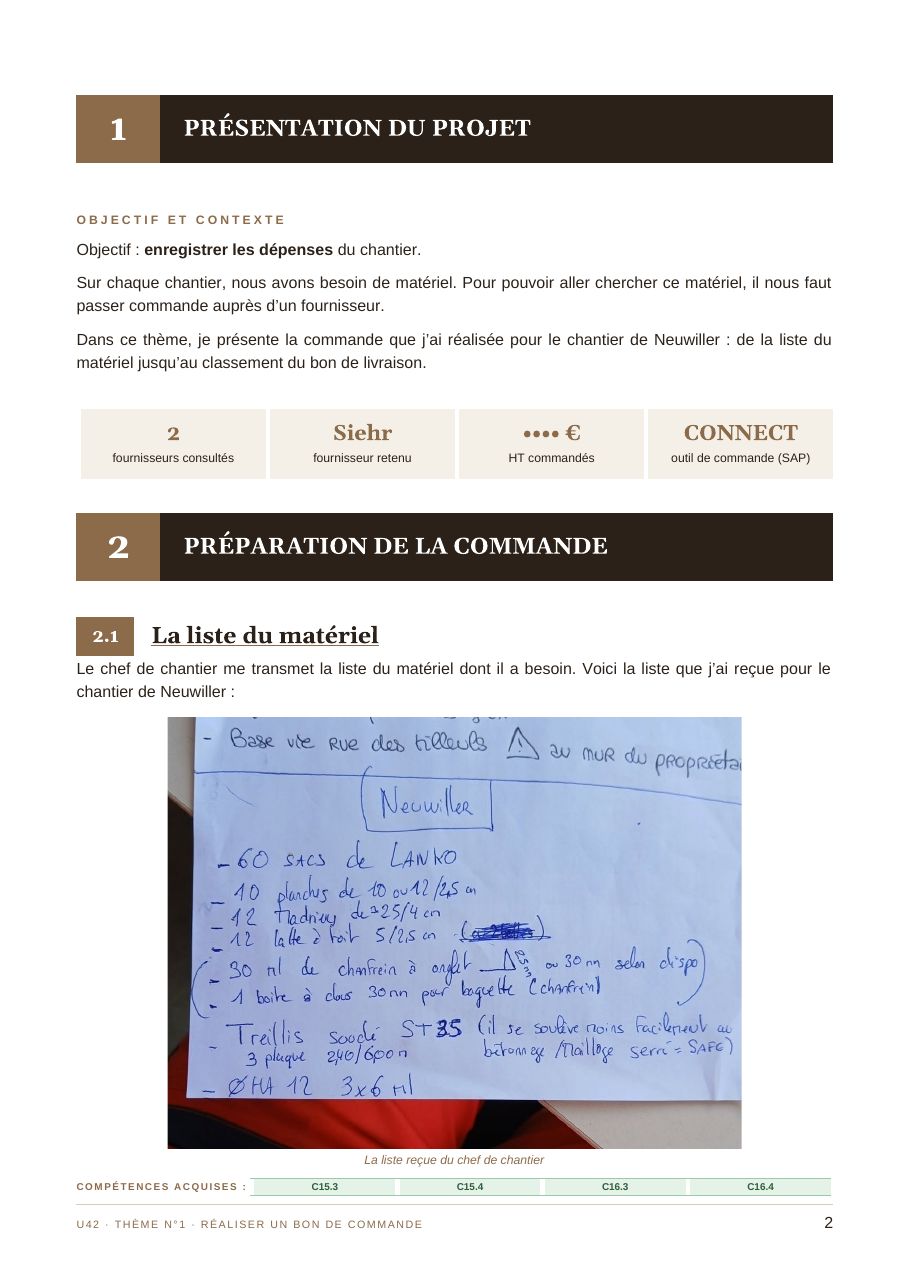 1 PRÉSENTATION DU PROJET
OBJECTIF ET CONTEXTE
Objectif : enregistrer les dépenses du chantier.
Sur chaque chantier, nous avons besoin de matériel. Pour pouvoir aller chercher ce matériel, il nous faut
passer commande auprès d’un fournisseur.
Dans ce thème, je présente la commande que j’ai réalisée pour le chantier de Neuwiller : de la liste du
matériel jusqu’au classement du bon de livraison.
2
fournisseurs consultés
Siehr
fournisseur retenu
•••• €
HT commandés
CONNECT
outil de commande (SAP)
2 PRÉPARATION DE LA COMMANDE
2.1 La liste du matériel
Le chef de chantier me transmet la liste du matériel dont il a besoin. Voici la liste que j’ai reçue pour le
chantier de Neuwiller :
- Base vie rue des tilleuls ⚠ au mur du propriétai
Neuwiller
- 60 SACS de LANKO
- 10 planches de 10 ou 12/2,5 cm
- 12 Madriers de 25/4 cm
- 12 latte à toit 5/2,5 cm
- 30 ml de chanfrein à onglet ou 30 mm selon dispo
- 1 boite à clous 30 mm pour baguette (chanfrein)
- Treillis soudé ST 35 (il se soulève moins facilement au
3 plaque 2,40/6,00 m bétonnage /Maillage serré = SAFE)
- Ø HA 12 3x6 ml
La liste reçue du chef de chantier
COMPÉTENCES ACQUISES : C15.3 C15.4 C16.3 C16.4
U42 · THÈME N°1 · RÉALISER UN BON DE COMMANDE 2